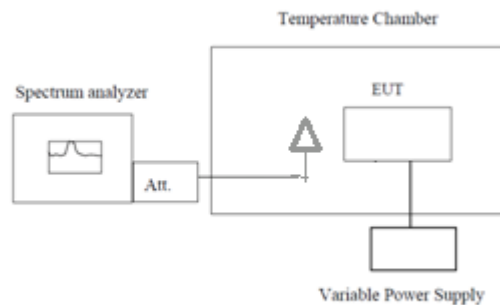 Temperature Chamber
Spectrum analyzer
EUT
Att.
Variable Power Supply